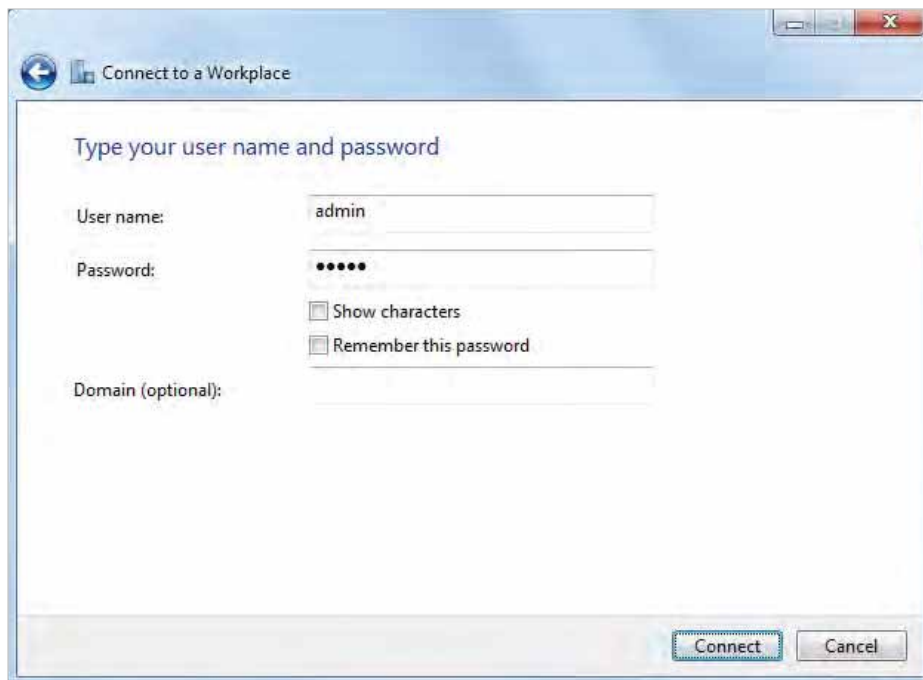 Connect to a Workplace
Type your user name and password
User name: admin
Password: •••••
Show characters
Remember this password
Domain (optional):
Connect Cancel